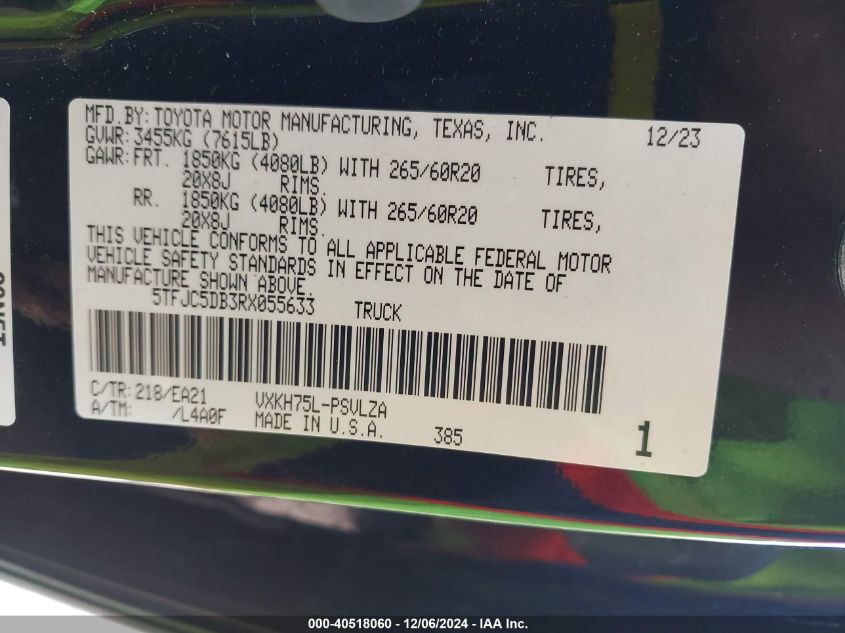 MFD.BY: TOYOTA MOTOR MANUFACTURING, TEXAS, INC. 12/23
GVWR: 3455KG (7615LB)
GAWR: FRT. 1850KG (4080LB) WITH 265/60R20 TIRES,
20X8J RIMS.
RR. 1850KG (4080LB) WITH 265/60R20 TIRES,
20X8J RIMS.
THIS VEHICLE CONFORMS TO ALL APPLICABLE FEDERAL MOTOR
VEHICLE SAFETY STANDARDS IN EFFECT ON THE DATE OF
MANUFACTURE SHOWN ABOVE.
5TFJC5DB3RX055633 TRUCK
C/TR: 218/EA21 VXKH75L-PSVLZA
A/TM: /L4A0F MADE IN U.S.A. 385 1
000-40518060 - 12/06/2024 - IAA Inc.